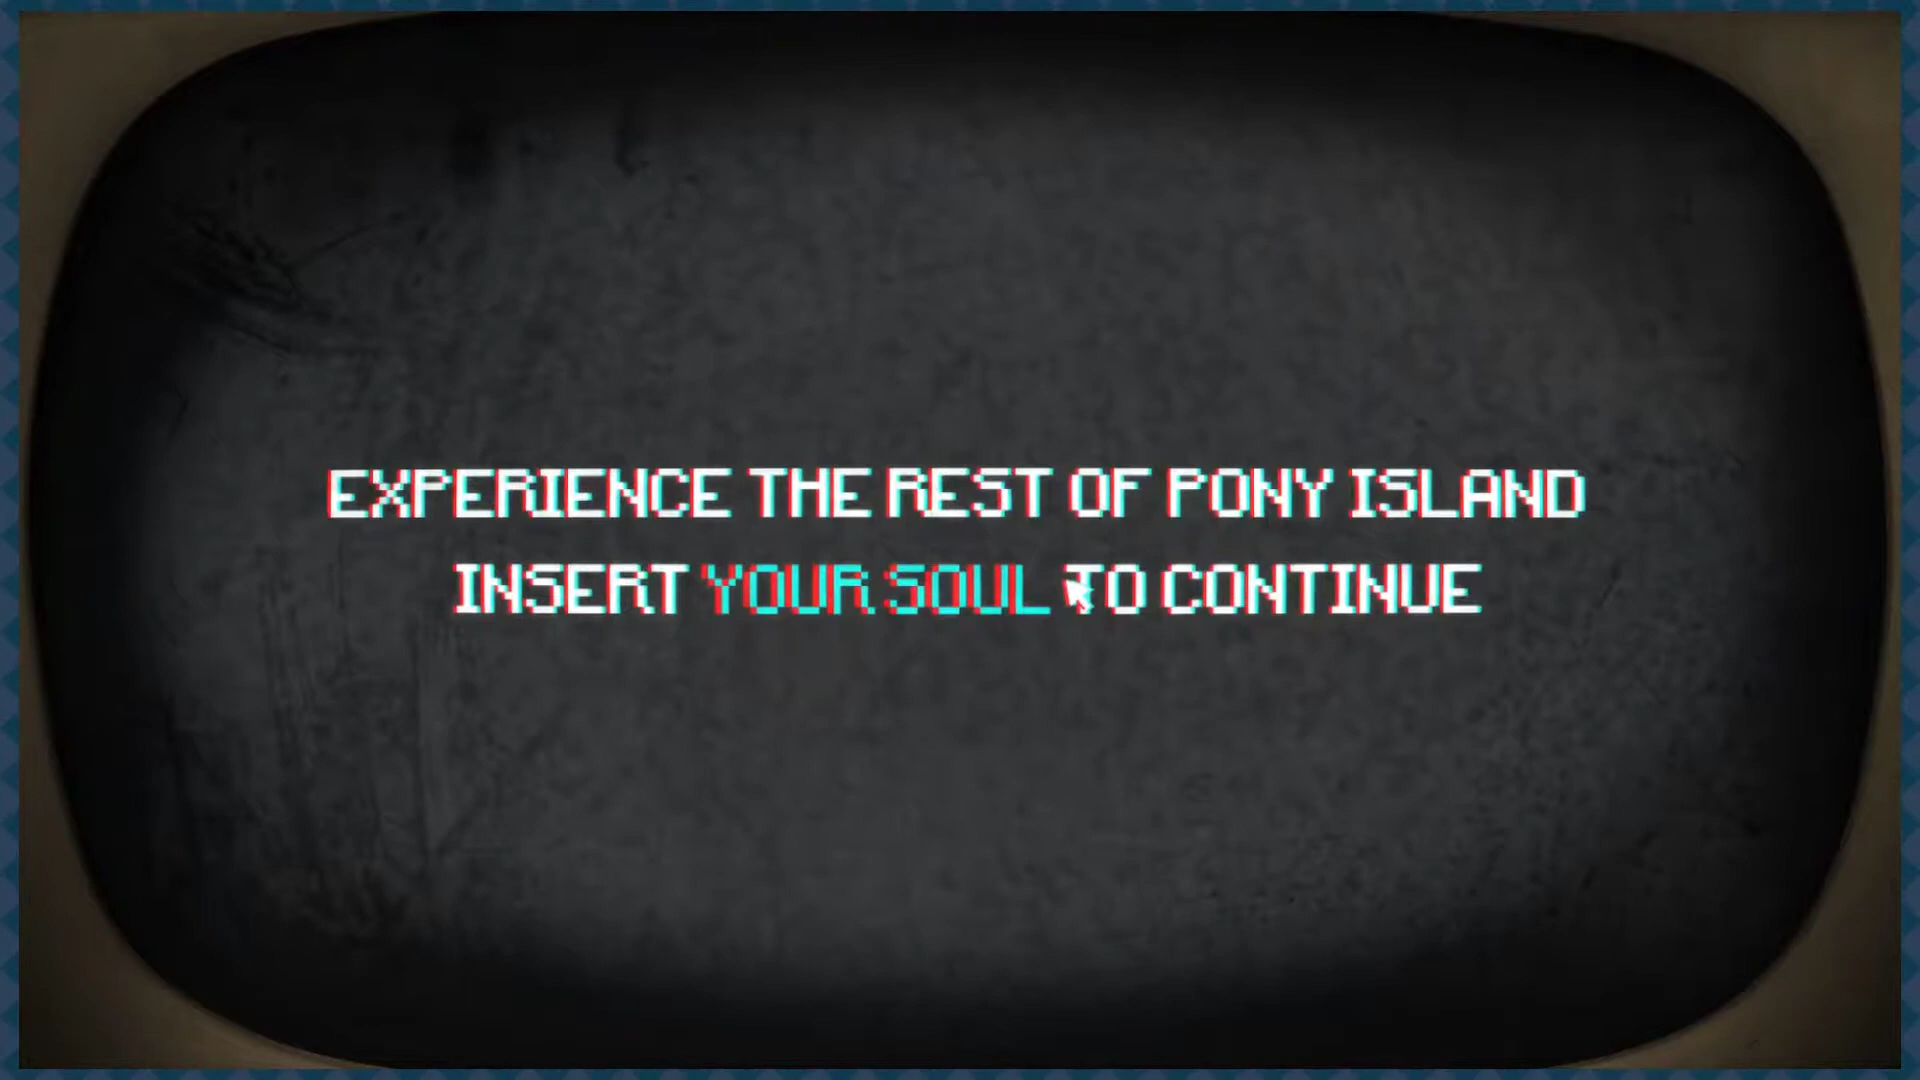 EXPERIENCE THE REST OF PONY ISLAND
INSERT YOUR SOUL TO CONTINUE